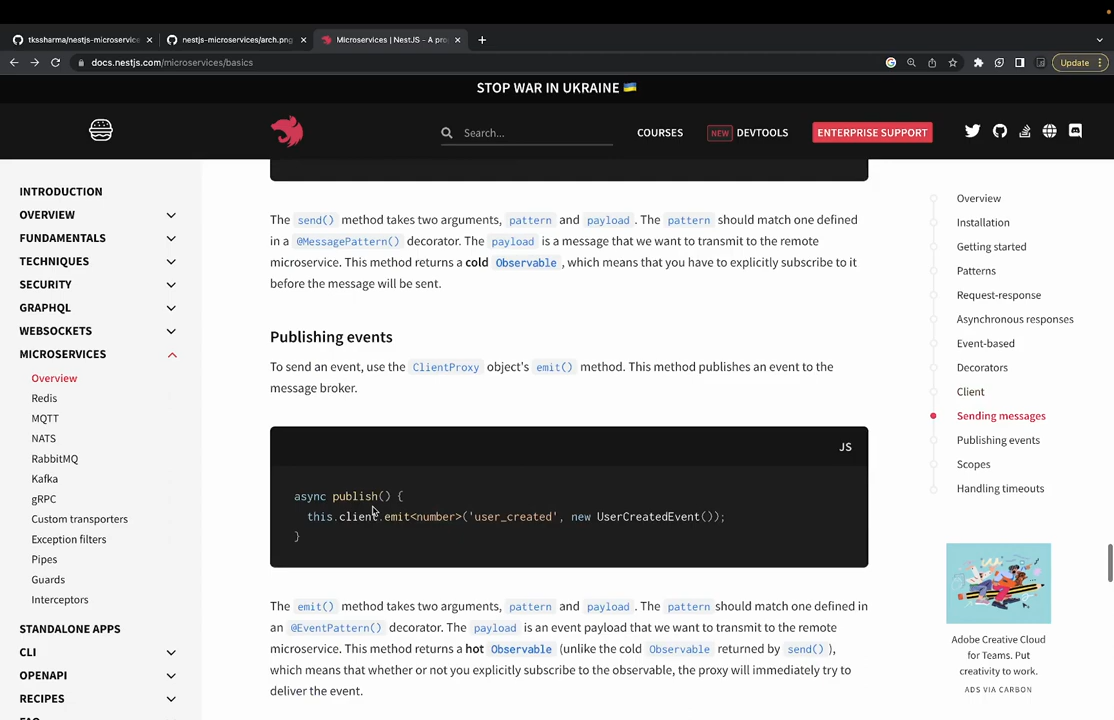 tkssharma/nestjs-microservic
nestjs-microservices/arch.png
Microservices | NestJS - A pro
docs.nestjs.com/microservices/basics
Update
STOP WAR IN UKRAINE 🇺🇦
Search...
COURSES
NEW
DEVTOOLS
ENTERPRISE SUPPORT
INTRODUCTION
OVERVIEW
FUNDAMENTALS
TECHNIQUES
SECURITY
GRAPHQL
WEBSOCKETS
MICROSERVICES
Overview
Redis
MQTT
NATS
RabbitMQ
Kafka
gRPC
Custom transporters
Exception filters
Pipes
Guards
Interceptors
STANDALONE APPS
CLI
OPENAPI
RECIPES
The send() method takes two arguments, pattern and payload. The pattern should match one defined
in a @MessagePattern() decorator. The payload is a message that we want to transmit to the remote
microservice. This method returns a cold Observable, which means that you have to explicitly subscribe to it
before the message will be sent.
Publishing events
To send an event, use the ClientProxy object's emit() method. This method publishes an event to the
message broker.
JS
async publish() {
this.client.emit<number>('user_created', new UserCreatedEvent());
}
The emit() method takes two arguments, pattern and payload. The pattern should match one defined in
an @EventPattern() decorator. The payload is an event payload that we want to transmit to the remote
microservice. This method returns a hot Observable (unlike the cold Observable returned by send()),
which means that whether or not you explicitly subscribe to the observable, the proxy will immediately try to
deliver the event.
Overview
Installation
Getting started
Patterns
Request-response
Asynchronous responses
Event-based
Decorators
Client
Sending messages
Publishing events
Scopes
Handling timeouts
Adobe Creative Cloud
for Teams. Put
creativity to work.
ADS VIA CARBON